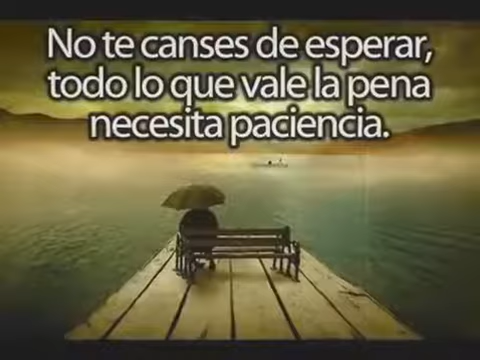 No te canses de esperar,
todo lo que vale la pena
necesita paciencia.